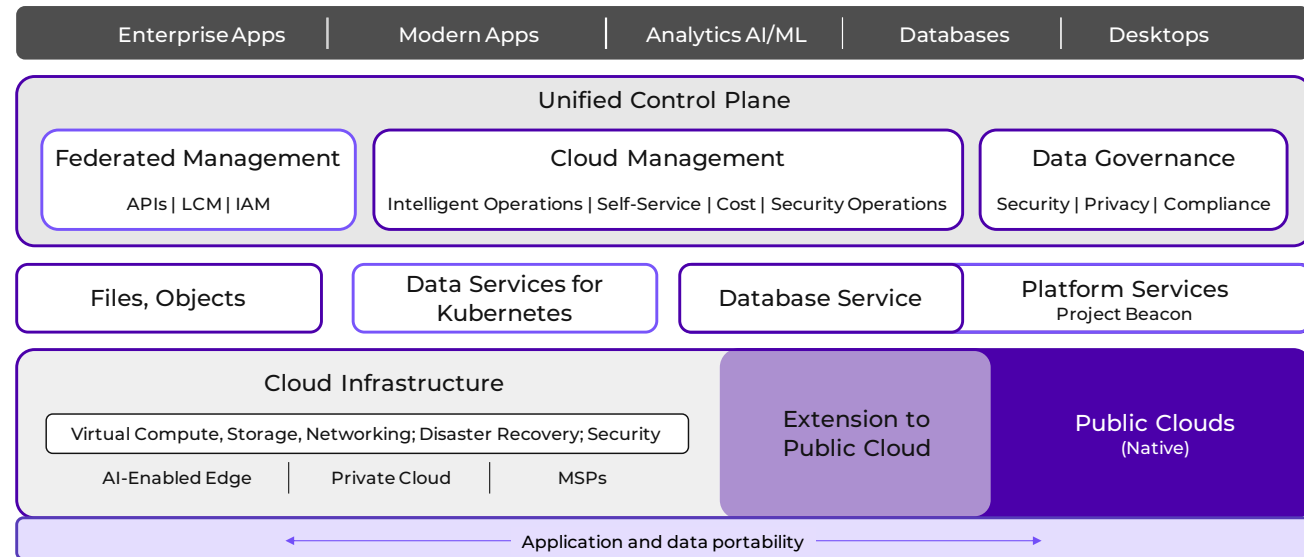 Enterprise Apps | Modern Apps | Analytics AI/ML | Databases | Desktops
Unified Control Plane
Federated Management
APIs | LCM | IAM
Cloud Management
Intelligent Operations | Self-Service | Cost | Security Operations
Data Governance
Security | Privacy | Compliance
Files, Objects
Data Services for
Kubernetes
Database Service
Platform Services
Project Beacon
Cloud Infrastructure
Virtual Compute, Storage, Networking; Disaster Recovery; Security
AI-Enabled Edge | Private Cloud | MSPs
Extension to
Public Cloud
Public Clouds
(Native)
Application and data portability